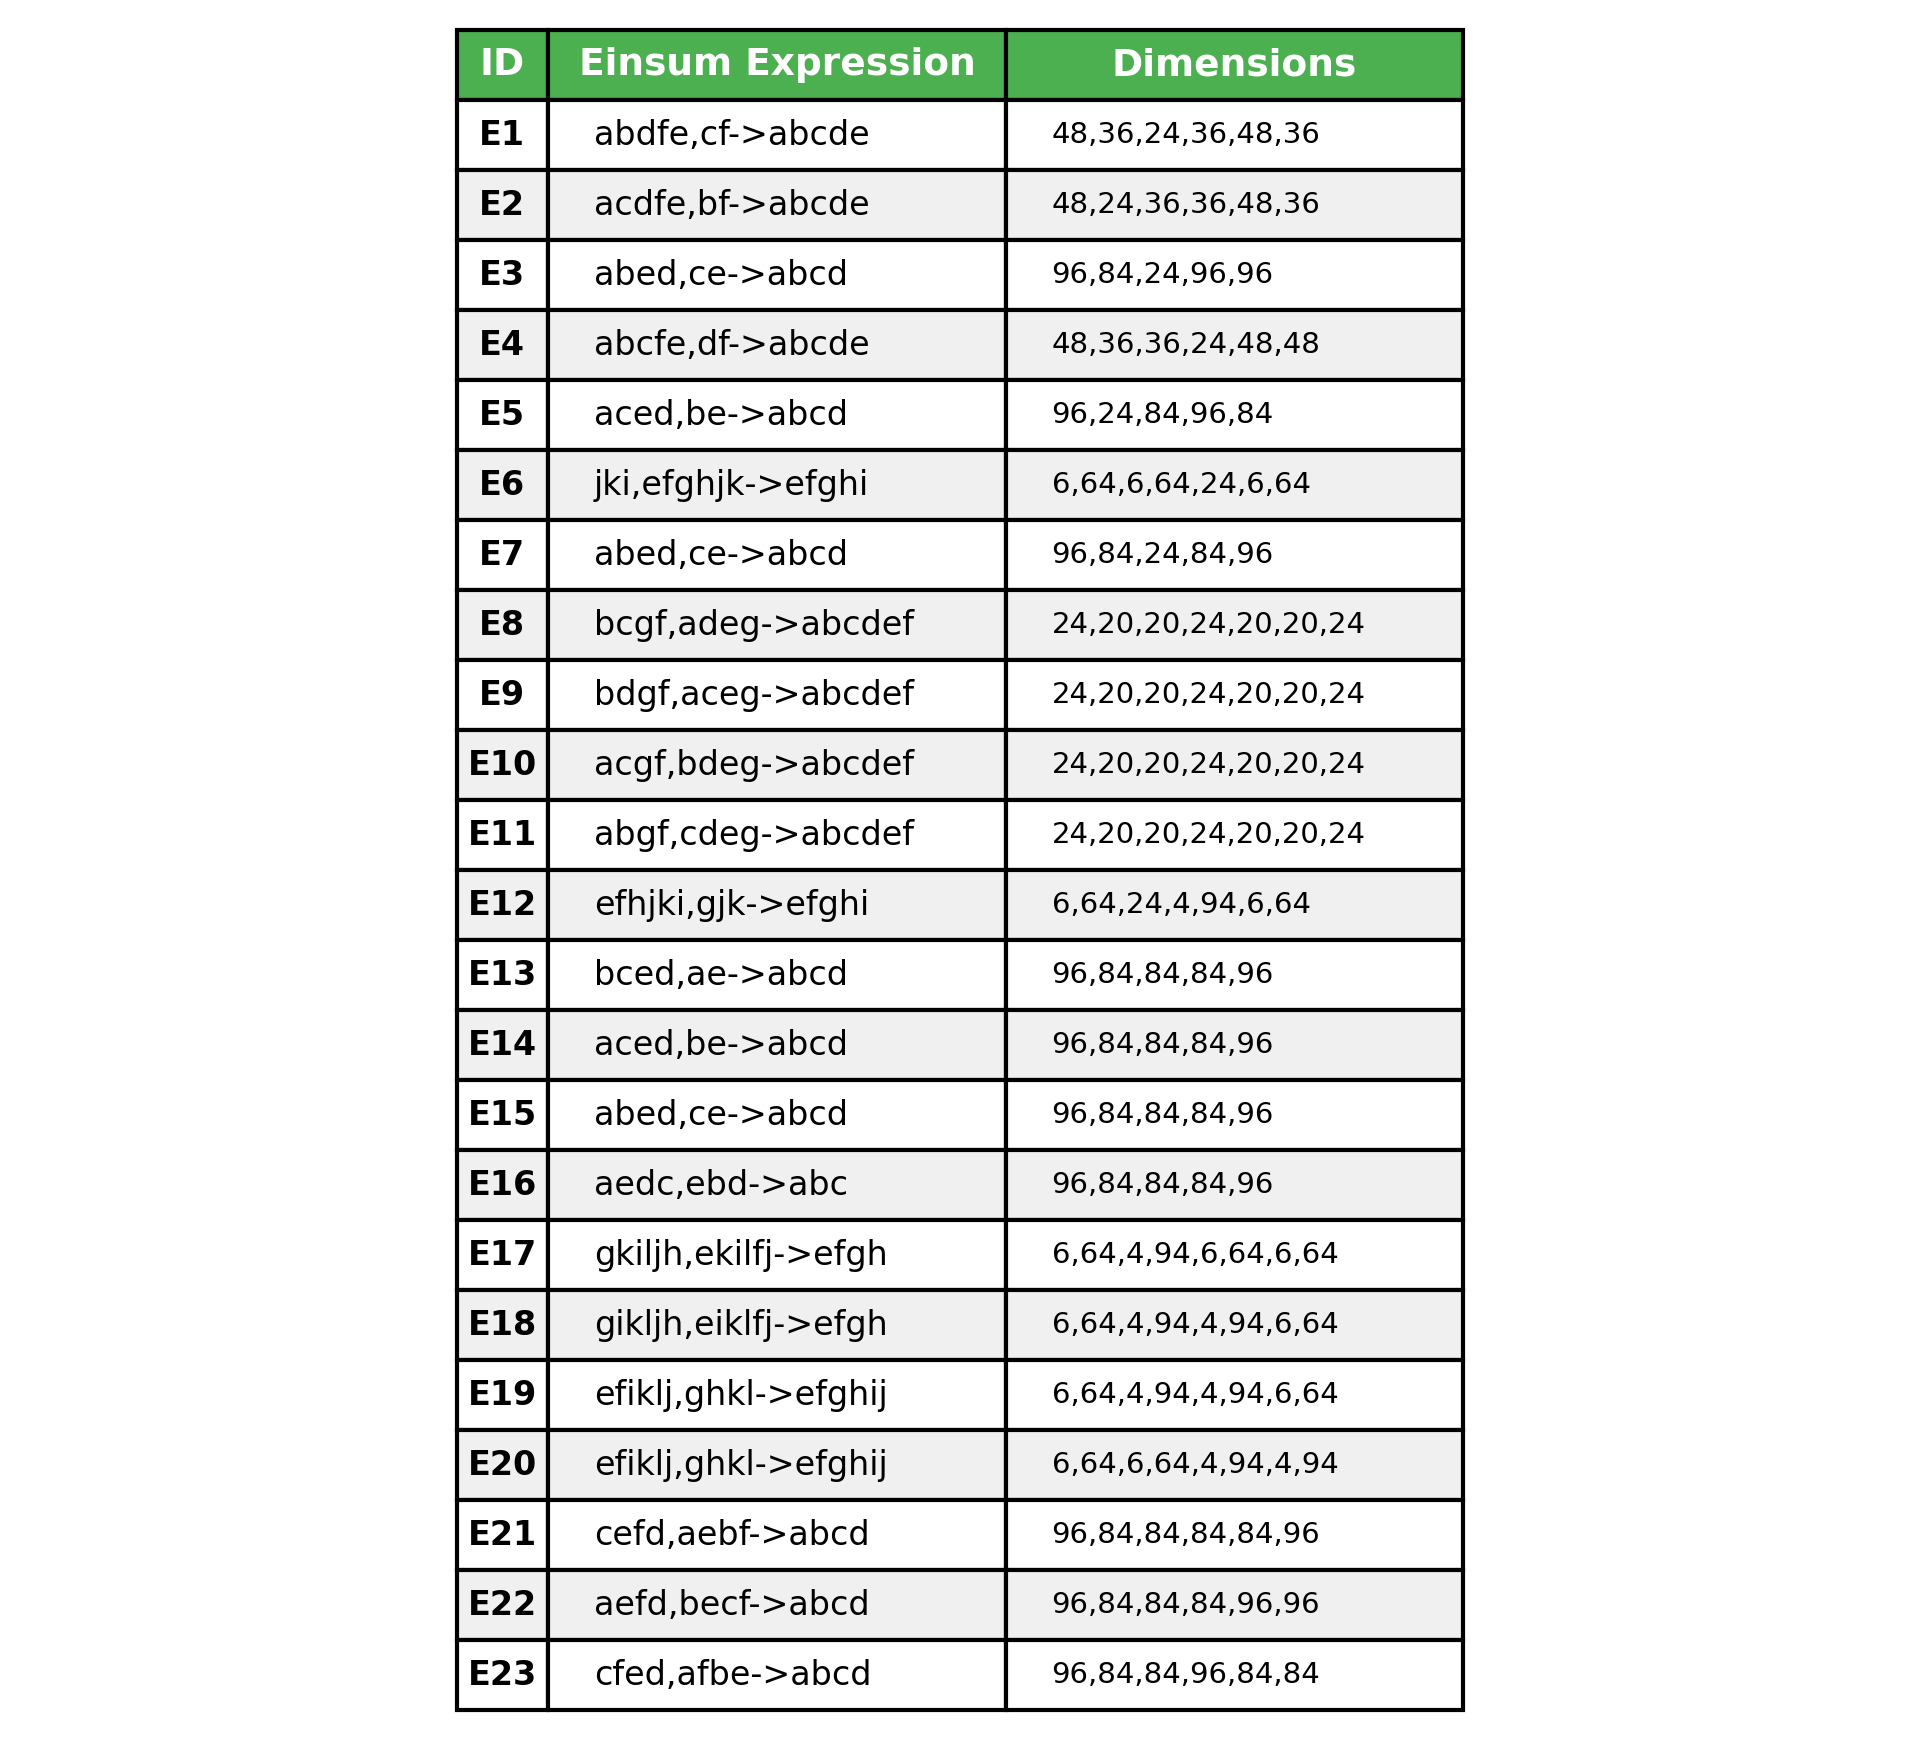 ID Einsum Expression Dimensions
E1 abdfe,cf->abcde 48,36,24,36,48,36
E2 acdfe,bf->abcde 48,24,36,36,48,36
E3 abed,ce->abcd 96,84,24,96,96
E4 abcfe,df->abcde 48,36,36,24,48,48
E5 aced,be->abcd 96,24,84,96,84
E6 jki,efghjk->efghi 6,64,6,64,24,6,64
E7 abed,ce->abcd 96,84,24,84,96
E8 bcgf,adeg->abcdef 24,20,20,24,20,20,24
E9 bdgf,aceg->abcdef 24,20,20,24,20,20,24
E10 acgf,bdeg->abcdef 24,20,20,24,20,20,24
E11 abgf,cdeg->abcdef 24,20,20,24,20,20,24
E12 efhjki,gjk->efghi 6,64,24,4,94,6,64
E13 bced,ae->abcd 96,84,84,84,96
E14 aced,be->abcd 96,84,84,84,96
E15 abed,ce->abcd 96,84,84,84,96
E16 aedc,ebd->abc 96,84,84,84,96
E17 gkiljh,ekilfj->efgh 6,64,4,94,6,64,6,64
E18 gikljh,eiklfj->efgh 6,64,4,94,4,94,6,64
E19 efiklj,ghkl->efghij 6,64,4,94,4,94,6,64
E20 efiklj,ghkl->efghij 6,64,6,64,4,94,4,94
E21 cefd,aebf->abcd 96,84,84,84,84,96
E22 aefd,becf->abcd 96,84,84,84,96,96
E23 cfed,afbe->abcd 96,84,84,96,84,84